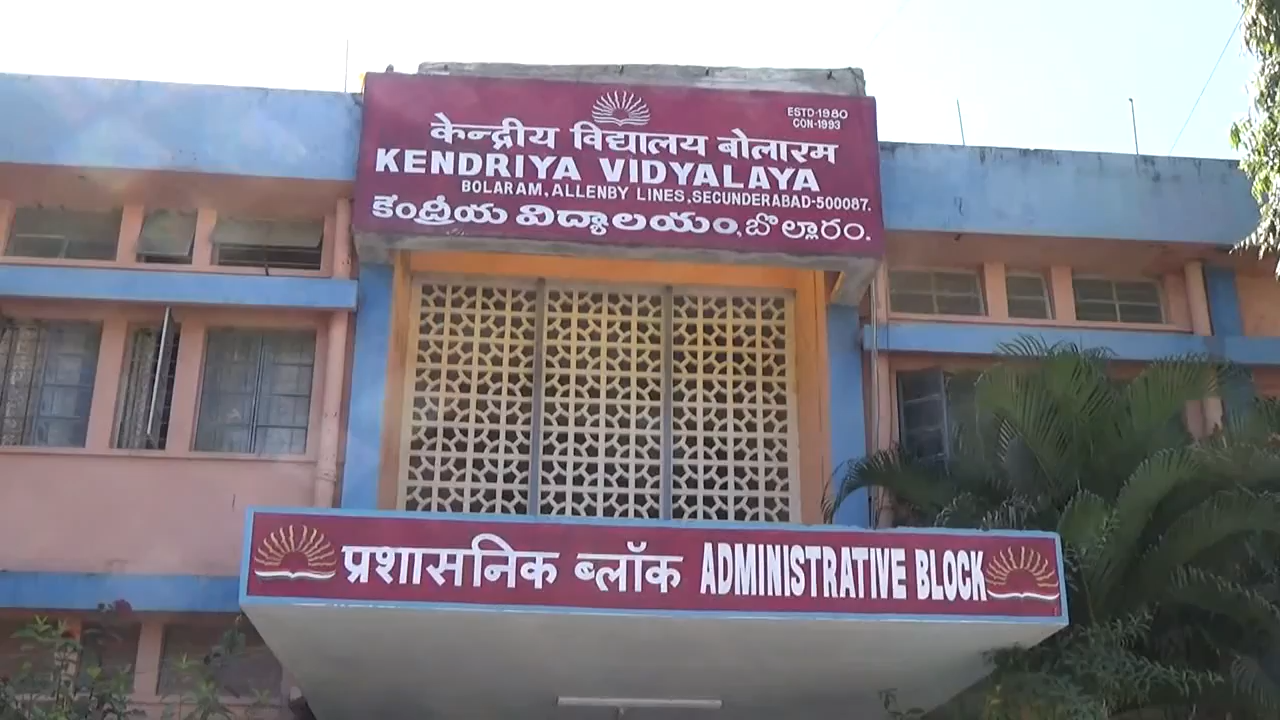 ESTD-1980
CON-1993
केन्द्रीय विद्यालय बोलारम
KENDRIYA VIDYALAYA
BOLARAM, ALLENBY LINES, SECUNDERABAD-500087.
కేంద్రీయ విద్యాలయం, బొల్లారం.
प्रशासनिक ब्लॉक ADMINISTRATIVE BLOCK